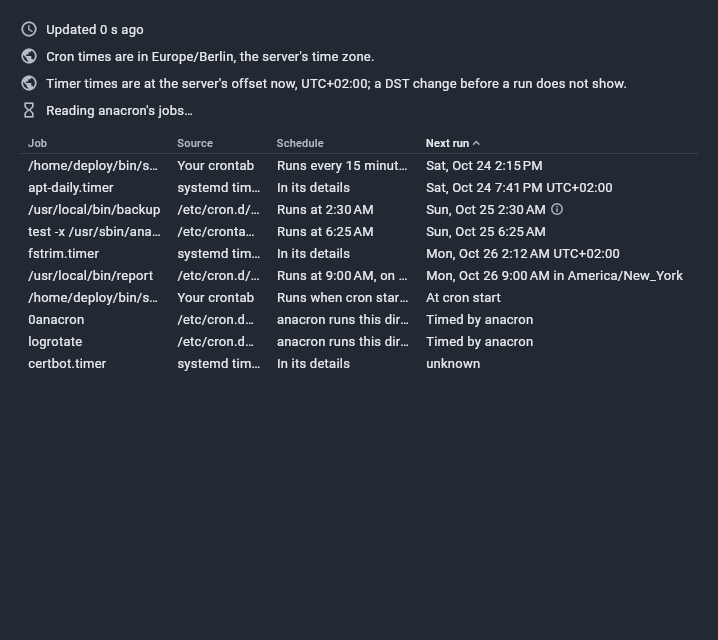 Updated 0 s ago
Cron times are in Europe/Berlin, the server's time zone.
Timer times are at the server's offset now, UTC+02:00; a DST change before a run does not show.
Reading anacron's jobs…
Job Source Schedule Next run
/home/deploy/bin/s… Your crontab Runs every 15 minut… Sat, Oct 24 2:15 PM
apt-daily.timer systemd tim… In its details Sat, Oct 24 7:41 PM UTC+02:00
/usr/local/bin/backup /etc/cron.d/… Runs at 2:30 AM Sun, Oct 25 2:30 AM
test -x /usr/sbin/ana… /etc/cronta… Runs at 6:25 AM Sun, Oct 25 6:25 AM
fstrim.timer systemd tim… In its details Mon, Oct 26 2:12 AM UTC+02:00
/usr/local/bin/report /etc/cron.d/… Runs at 9:00 AM, on … Mon, Oct 26 9:00 AM in America/New_York
/home/deploy/bin/s… Your crontab Runs when cron star… At cron start
0anacron /etc/cron.d… anacron runs this dir… Timed by anacron
logrotate /etc/cron.d… anacron runs this dir… Timed by anacron
certbot.timer systemd tim… In its details unknown